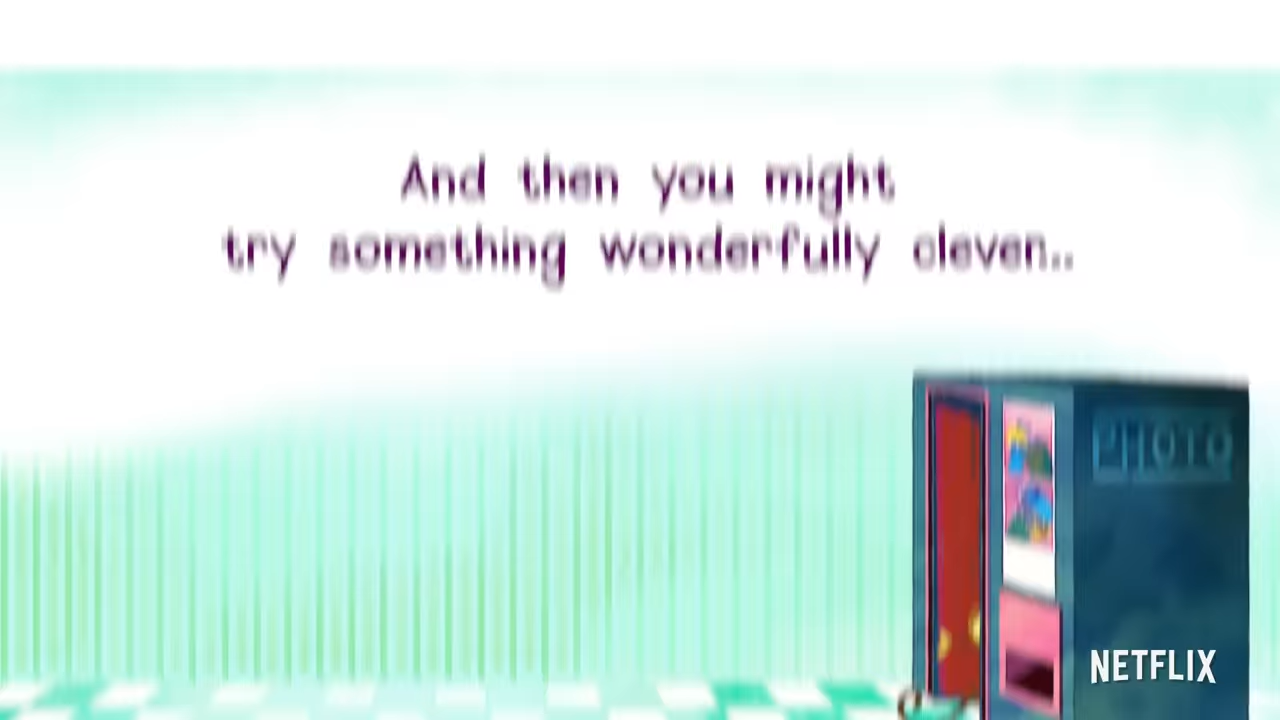 And then you might
try something wonderfully clever..
PHOTO
NETFLIX